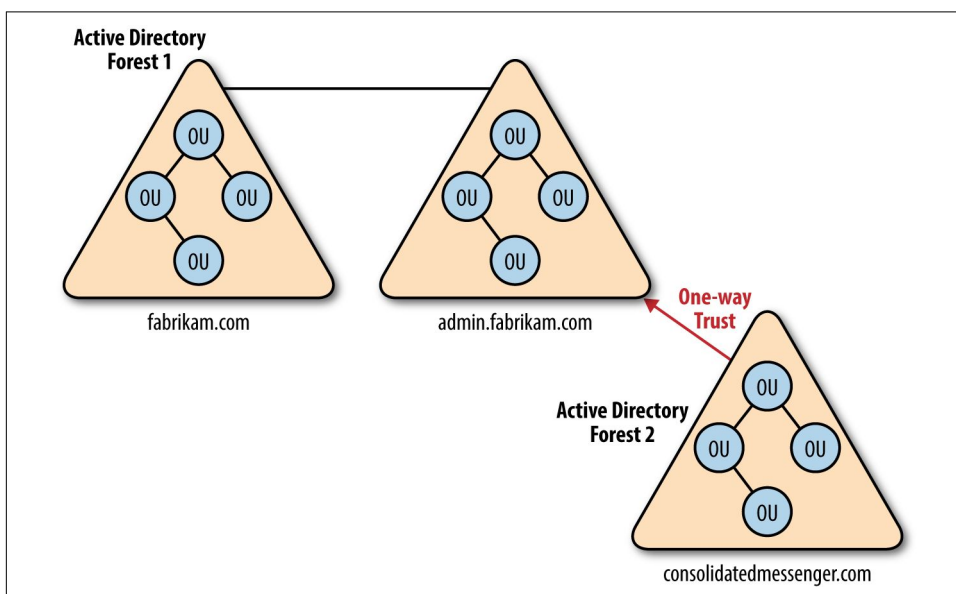 Active Directory
Forest 1
OU
OU
OU
OU
fabrikam.com
OU
OU
OU
OU
admin.fabrikam.com
One-way
Trust
Active Directory
Forest 2
OU
OU
OU
OU
consolidatedmessenger.com